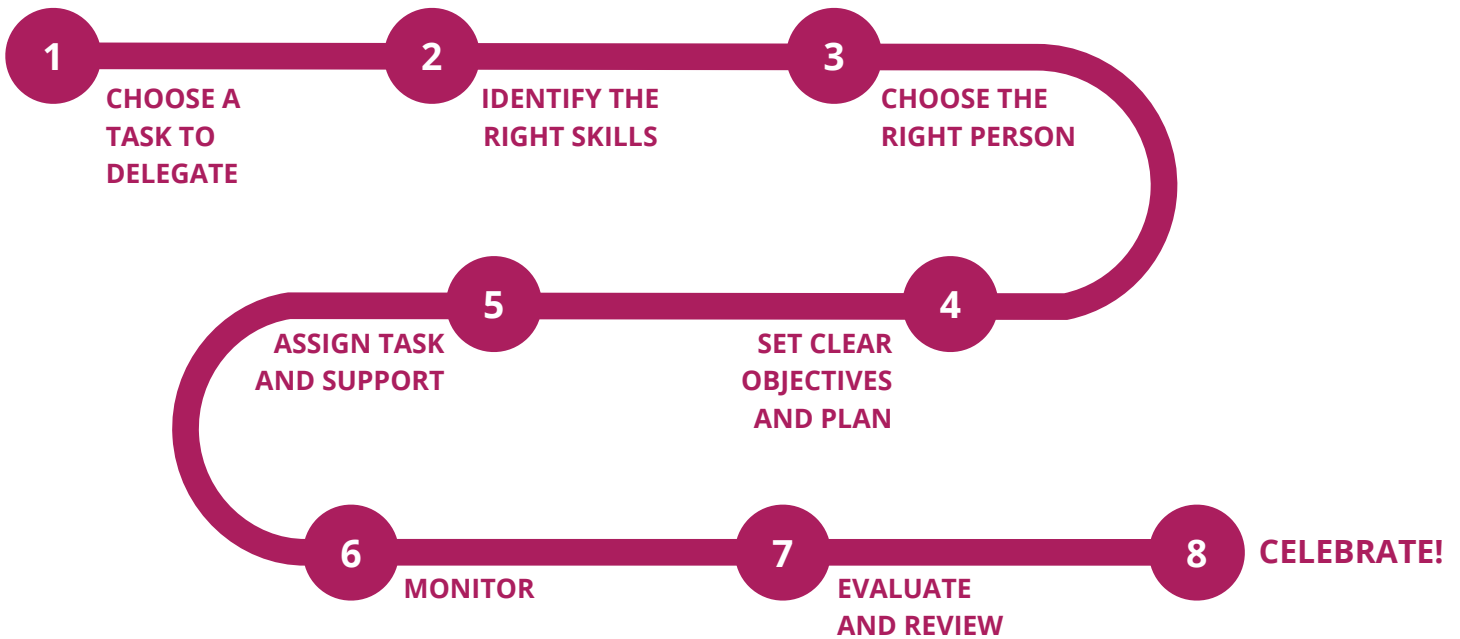 1
CHOOSE A
TASK TO
DELEGATE
2
IDENTIFY THE
RIGHT SKILLS
3
CHOOSE THE
RIGHT PERSON
4
SET CLEAR
OBJECTIVES
AND PLAN
5
ASSIGN TASK
AND SUPPORT
6
MONITOR
7
EVALUATE
AND REVIEW
8
CELEBRATE!